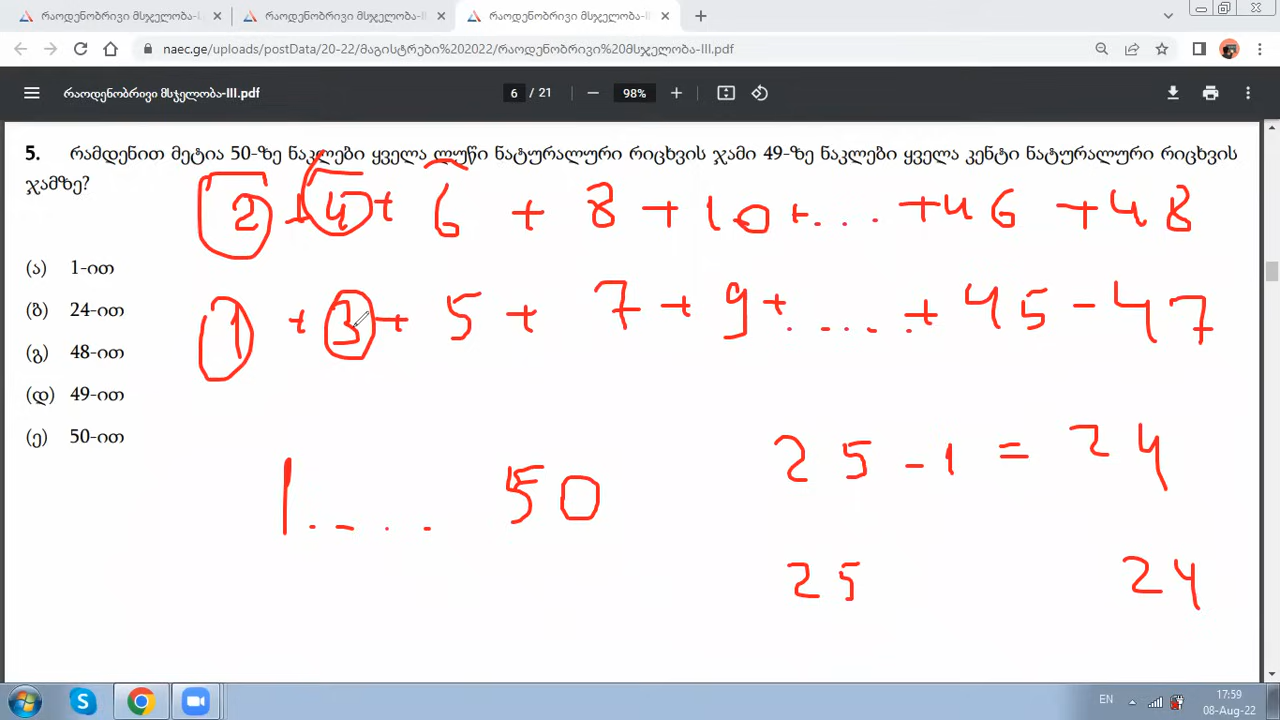 რაოდენობრივი მსჯელობა-I
რაოდენობრივი მსჯელობა-II
რაოდენობრივი მსჯელობა-III
naec.ge/uploads/postData/20-22/მაგისტრები%202022/რაოდენობრივი%20მსჯელობა-III.pdf
რაოდენობრივი მსჯელობა-III.pdf
6 / 21
98%
5. რამდენით მეტია 50-ზე ნაკლები ყველა ლუწი ნატურალური რიცხვის ჯამი 49-ზე ნაკლები ყველა კენტი ნატურალური რიცხვის
ჯამზე?
2 + 4 + 6 + 8 + 10 + . . . + 46 + 48
(ა) 1-ით
(ბ) 24-ით
1 + 3 + 5 + 7 + 9 + . . . . + 45 - 47
(გ) 48-ით
(დ) 49-ით
(ე) 50-ით
25 - 1 = 24
1 . . . . 50
25 24
EN
17:59
08-Aug-22